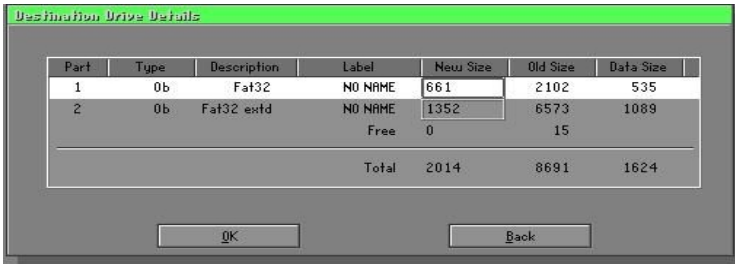 Destination Drive Details
Part Type Description Label New Size Old Size Data Size
1 0b Fat32 NO NAME 661 2102 535
2 0b Fat32 extd NO NAME 1352 6573 1089
Free 0 15
Total 2014 8691 1624
OK Back